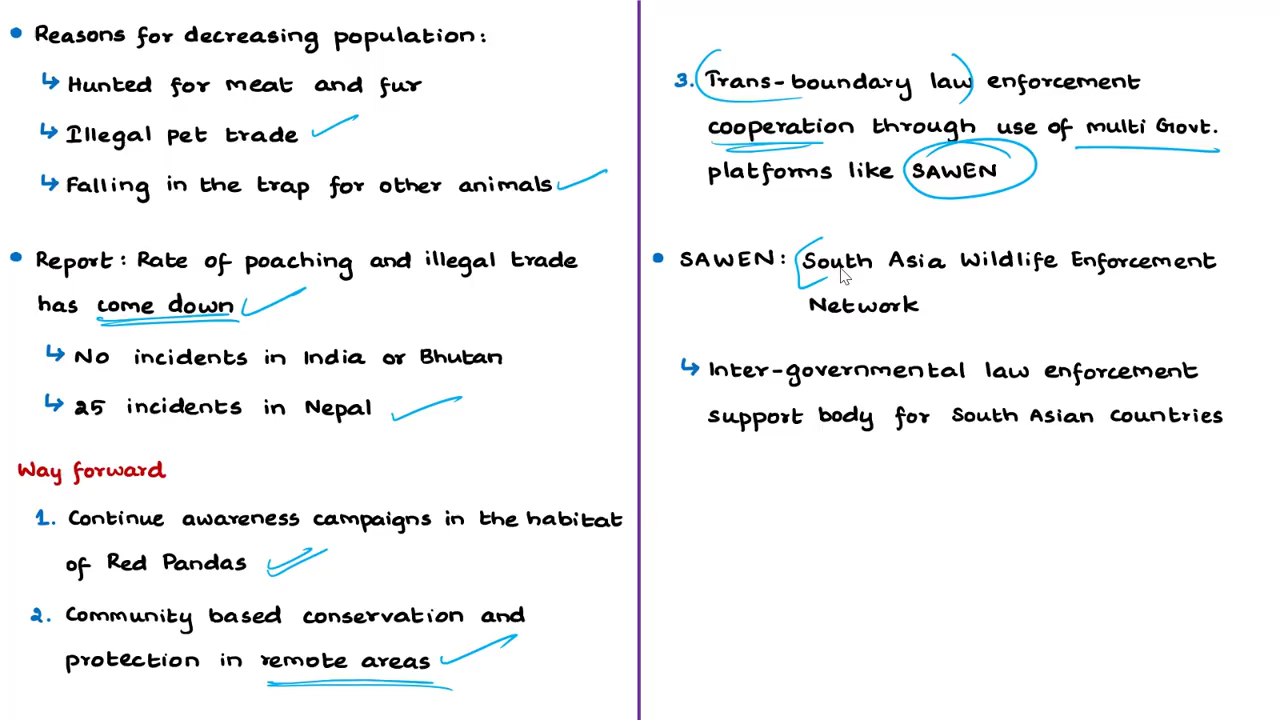 • Reasons for decreasing population:
↳ Hunted for meat and fur
↳ Illegal pet trade
↳ Falling in the trap for other animals
• Report: Rate of poaching and illegal trade
has come down
↳ No incidents in India or Bhutan
↳ 25 incidents in Nepal
Way forward
1. Continue awareness campaigns in the habitat
of Red Pandas
2. Community based conservation and
protection in remote areas
3. Trans-boundary law enforcement
cooperation through use of multi Govt.
platforms like SAWEN
• SAWEN: South Asia Wildlife Enforcement
Network
↳ Inter-governmental law enforcement
support body for South Asian countries